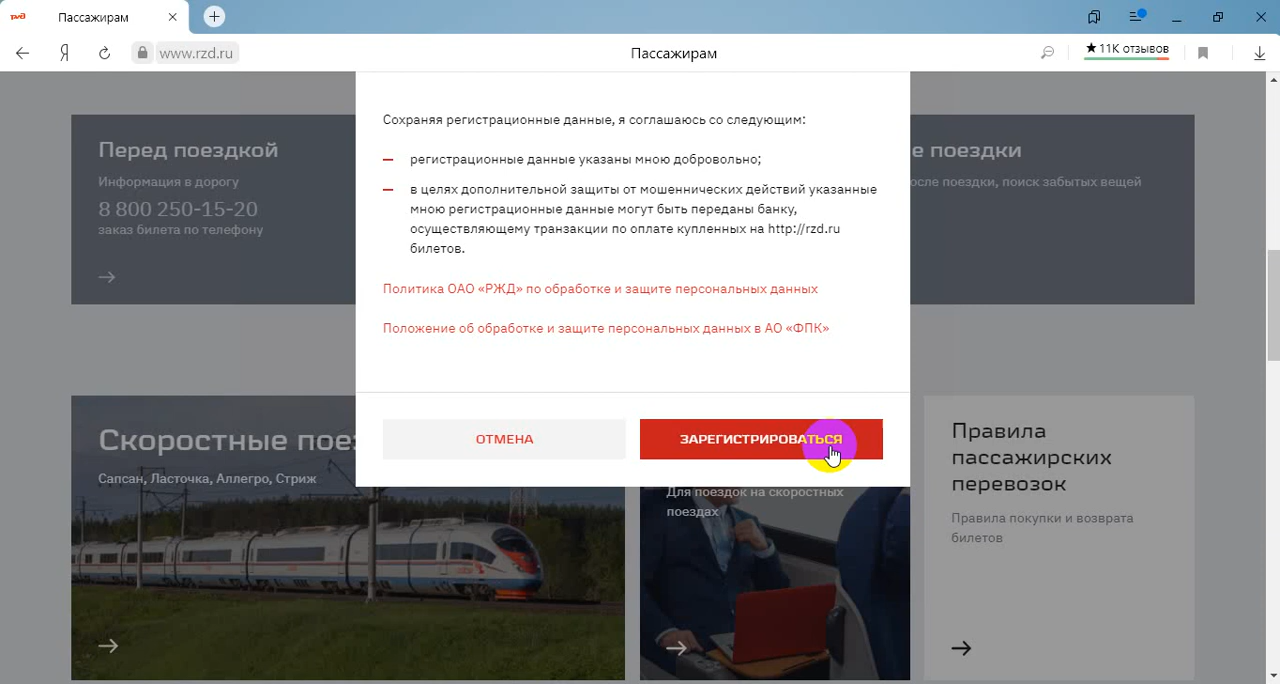 Пассажирам
www.rzd.ru
Пассажирам
★ 11К отзывов
Сохраняя регистрационные данные, я соглашаюсь со следующим:
регистрационные данные указаны мною добровольно;
в целях дополнительной защиты от мошеннических действий указанные
мною регистрационные данные могут быть переданы банку,
осуществляющему транзакции по оплате купленных на http://rzd.ru
билетов.
Политика ОАО «РЖД» по обработке и защите персональных данных
Положение об обработке и защите персональных данных в АО «ФПК»
ОТМЕНА
ЗАРЕГИСТРИРОВАТЬСЯ
Перед поездкой
Информация в дорогу
8 800 250-15-20
заказ билета по телефону
е поездки
осле поездки, поиск забытых вещей
Скоростные пое
Сапсан, Ласточка, Аллегро, Стриж
Для поездок на скоростных
поездах
Правила
пассажирских
перевозок
Правила покупки и возврата
билетов